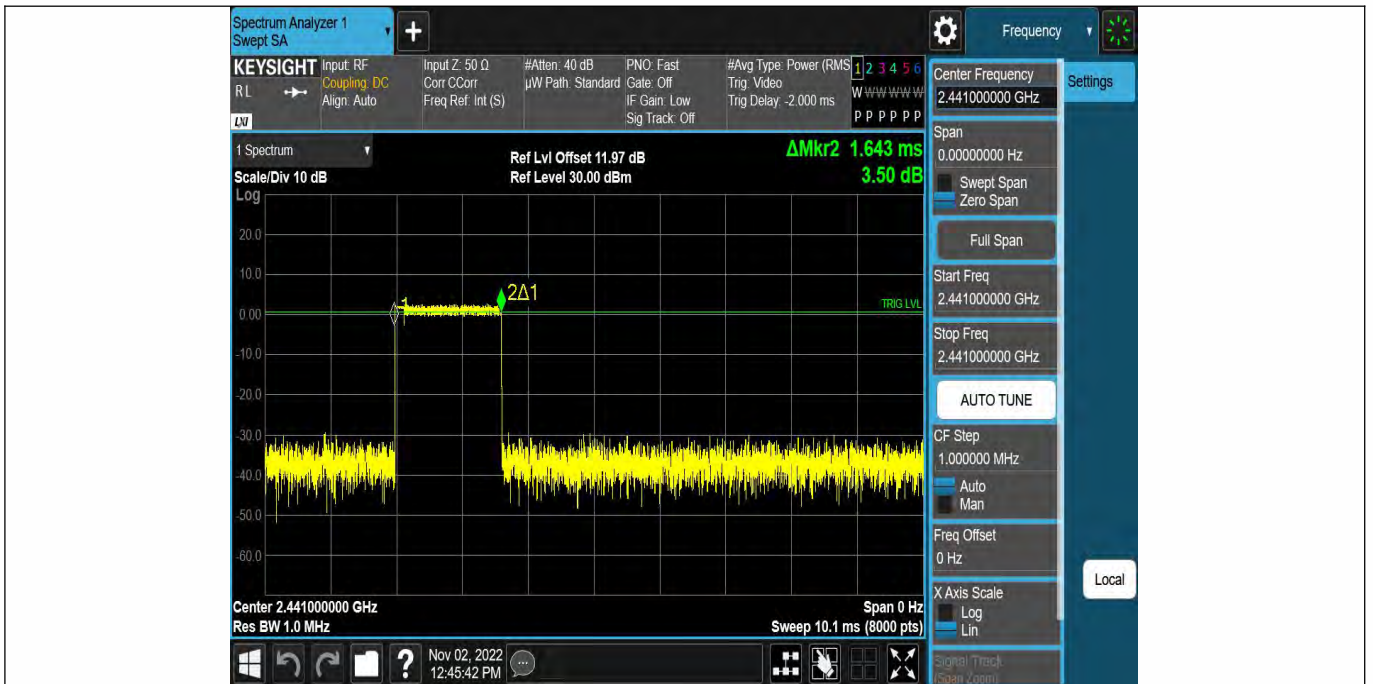 Spectrum Analyzer 1
Swept SA
+
Frequency
KEYSIGHT
RL
LXI
Input: RF
Coupling: DC
Align: Auto
Input Z: 50 Ω
Corr CCorr
Freq Ref: Int (S)
#Atten: 40 dB
µW Path: Standard
PNO: Fast
Gate: Off
IF Gain: Low
Sig Track: Off
#Avg Type: Power (RMS
Trig: Video
Trig Delay: -2.000 ms
1 2 3 4 5 6
W W W W W W
P P P P P P
Center Frequency
2.441000000 GHz
Settings
Span
0.00000000 Hz
Swept Span
Zero Span
Full Span
Start Freq
2.441000000 GHz
Stop Freq
2.441000000 GHz
AUTO TUNE
CF Step
1.000000 MHz
Auto
Man
Freq Offset
0 Hz
X Axis Scale
Log
Lin
Signal Track
(Span Zoom)
Local
1 Spectrum
Scale/Div 10 dB
Log
Ref Lvl Offset 11.97 dB
Ref Level 30.00 dBm
ΔMkr2 1.643 ms
3.50 dB
20.0
10.0
0.00
-10.0
-20.0
-30.0
-40.0
-50.0
-60.0
1
2Δ1
TRIG LVL
Center 2.441000000 GHz
Res BW 1.0 MHz
Span 0 Hz
Sweep 10.1 ms (8000 pts)
?
Nov 02, 2022
12:45:42 PM